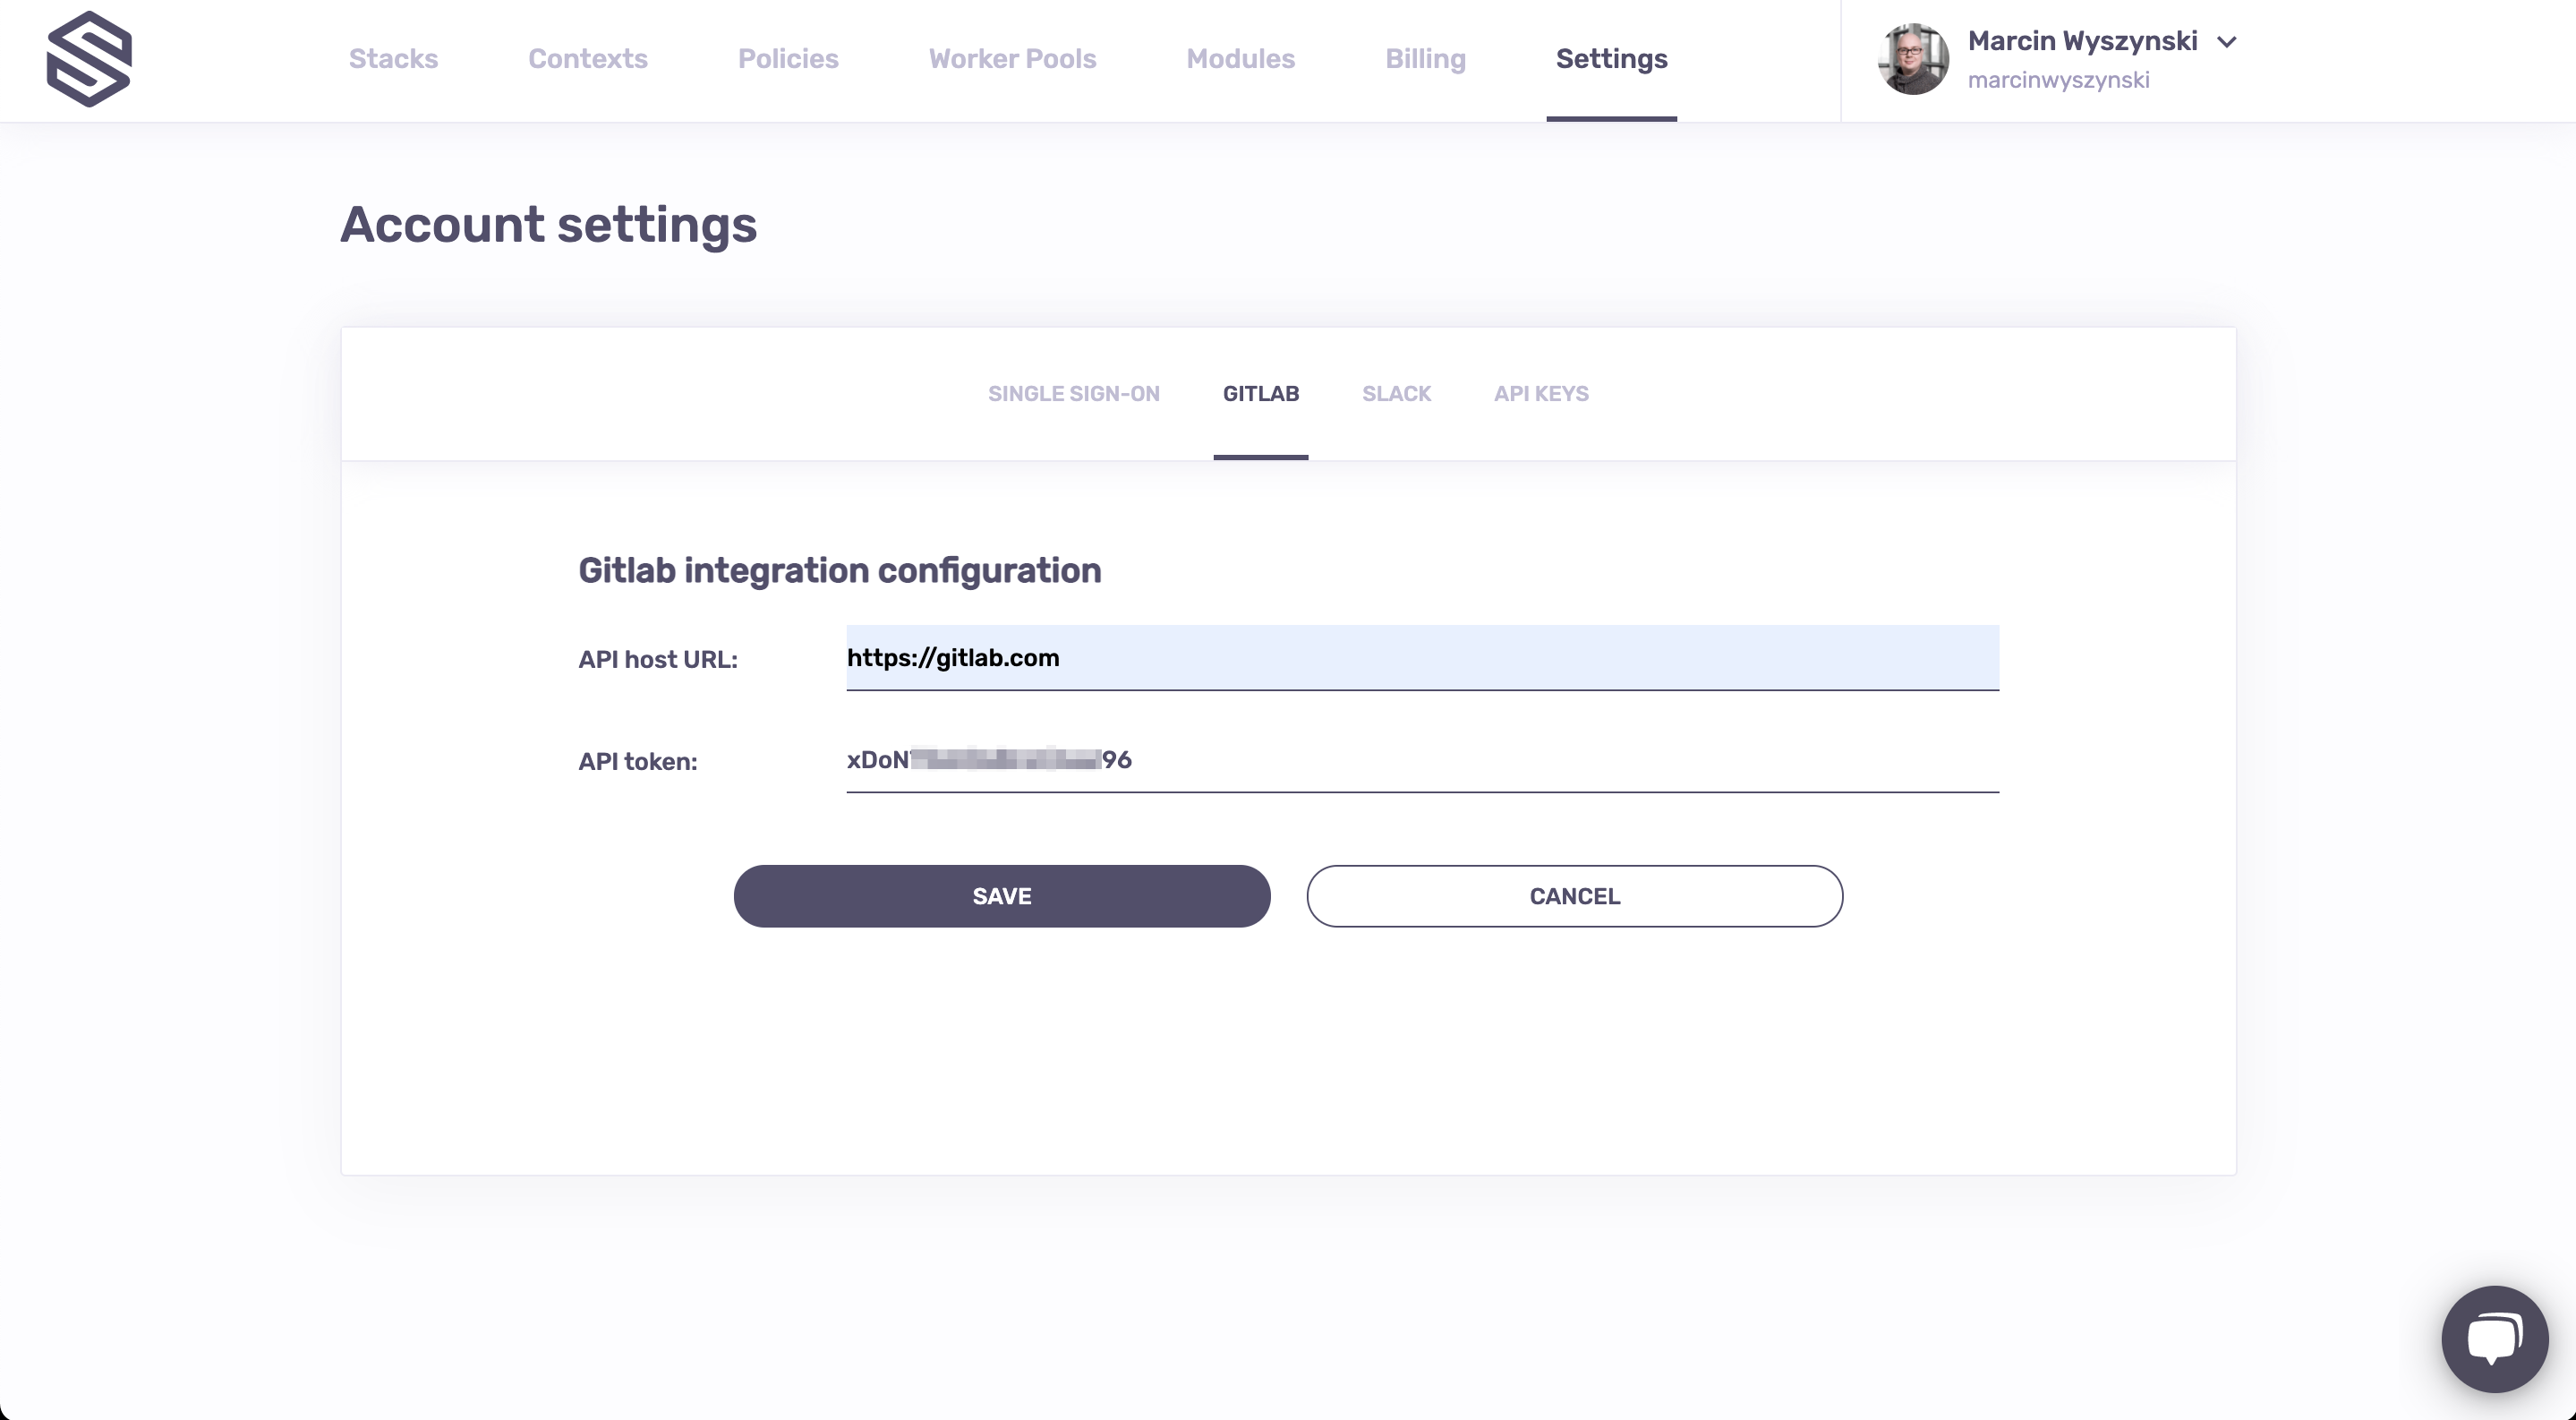 Stacks Contexts Policies Worker Pools Modules Billing Settings
Marcin Wyszynski
marcinwyszynski
Account settings
SINGLE SIGN-ON GITLAB SLACK API KEYS
Gitlab integration configuration
API host URL: https://gitlab.com
API token: xDoN 96
SAVE CANCEL